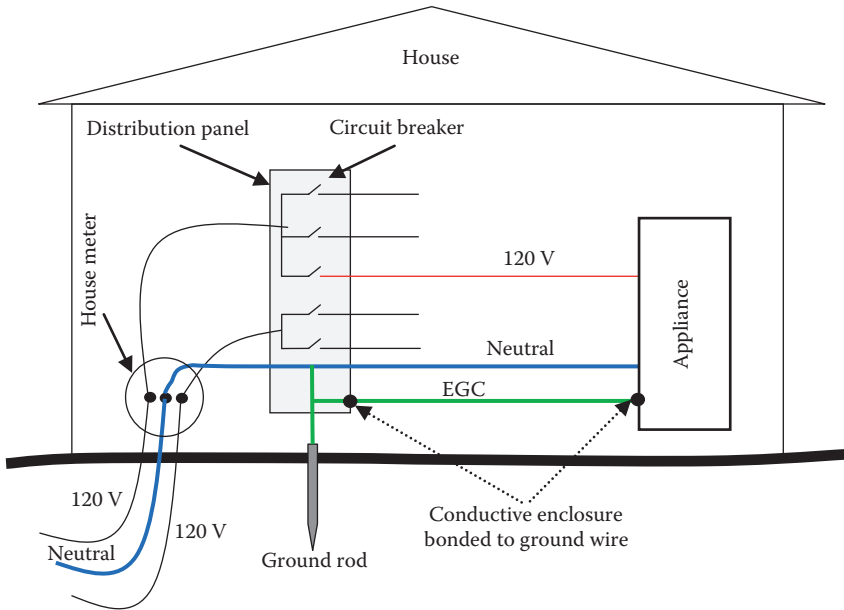 House
Distribution panel
Circuit breaker
House meter
120 V
Appliance
Neutral
EGC
120 V
120 V
Neutral
Ground rod
Conductive enclosure
bonded to ground wire